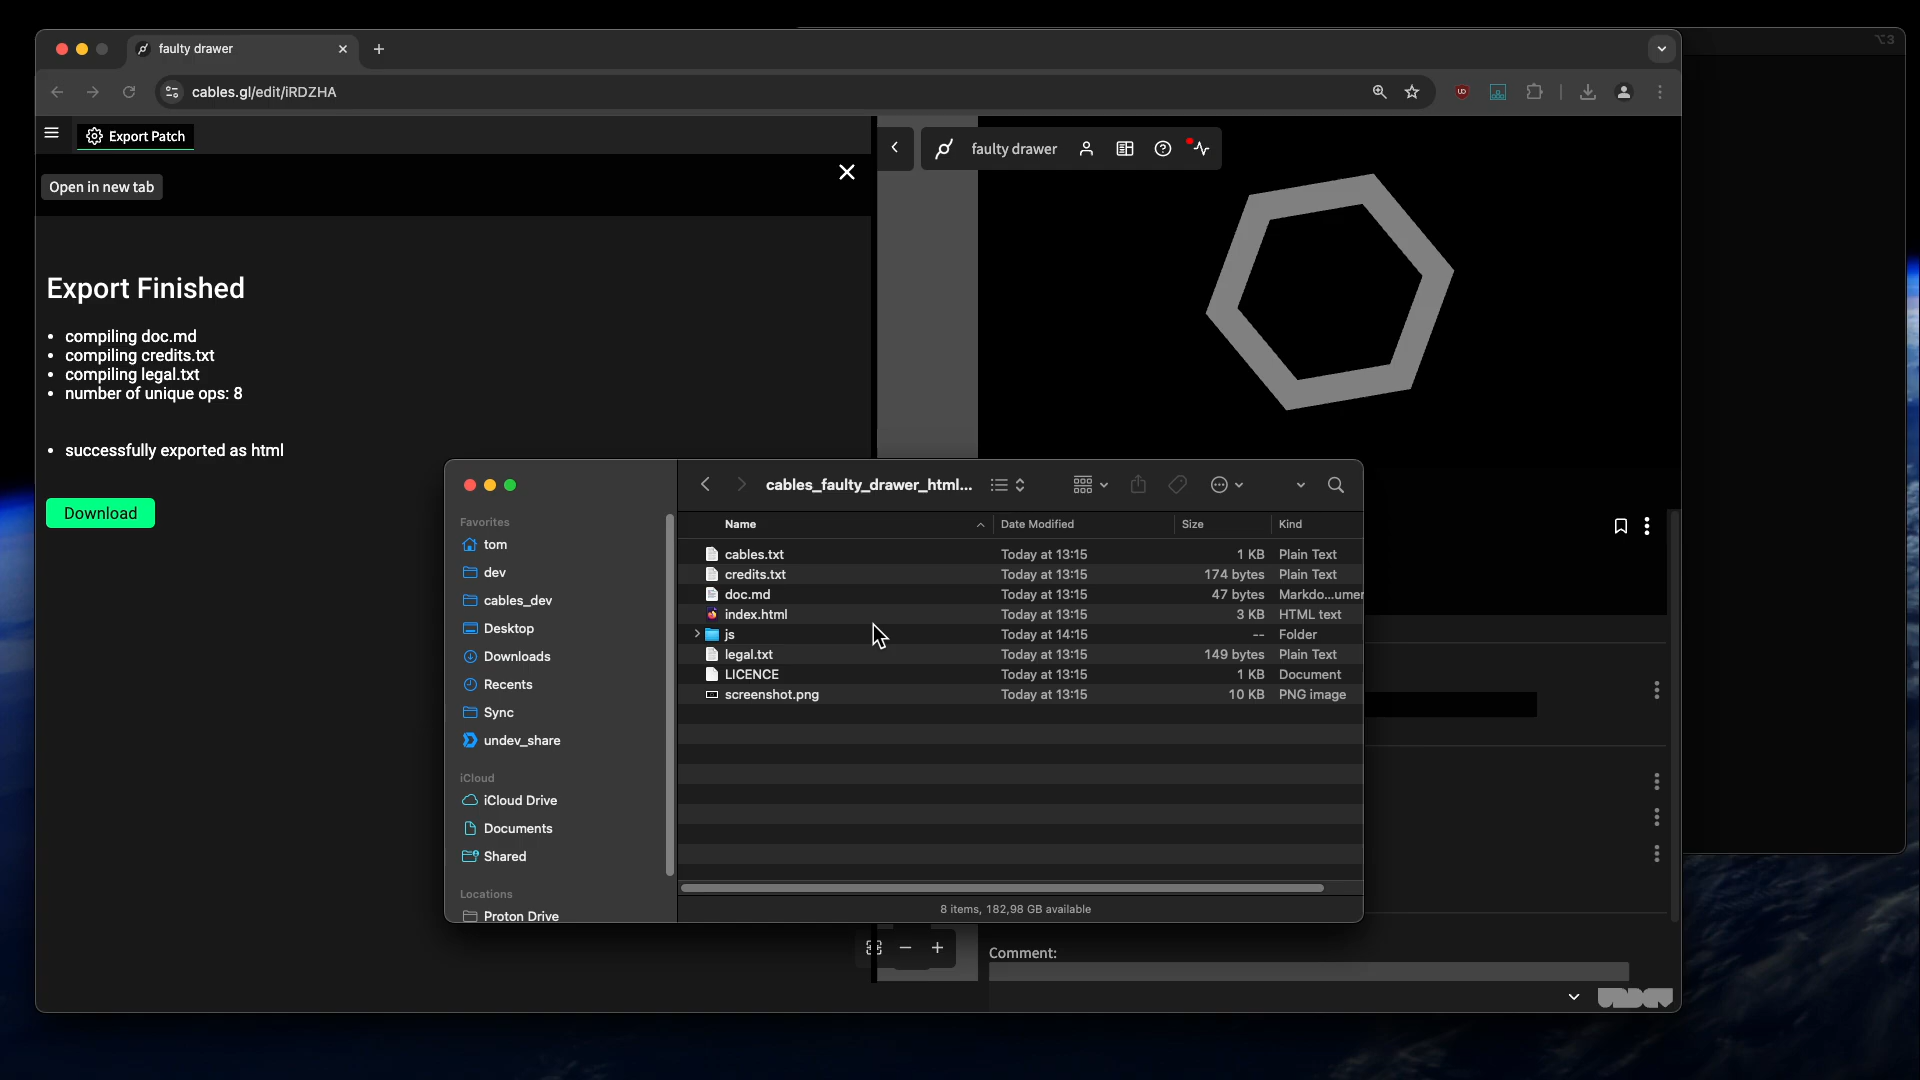 ⌥3
faulty drawer
cables.gl/edit/iRDZHA
Export Patch
faulty drawer
Open in new tab
Export Finished
• compiling doc.md
• compiling credits.txt
• compiling legal.txt
• number of unique ops: 8
• successfully exported as html
Download
cables_faulty_drawer_html...
Favorites
tom
dev
cables_dev
Desktop
Downloads
Recents
Sync
undev_share
iCloud
iCloud Drive
Documents
Shared
Locations
Proton Drive
Name Date Modified Size Kind
cables.txt Today at 13:15 1 KB Plain Text
credits.txt Today at 13:15 174 bytes Plain Text
doc.md Today at 13:15 47 bytes Markdo...umer
index.html Today at 13:15 3 KB HTML text
js Today at 14:15 -- Folder
legal.txt Today at 13:15 149 bytes Plain Text
LICENCE Today at 13:15 1 KB Document
screenshot.png Today at 13:15 10 KB PNG image
8 items, 182,98 GB available
Comment:
UNDEV